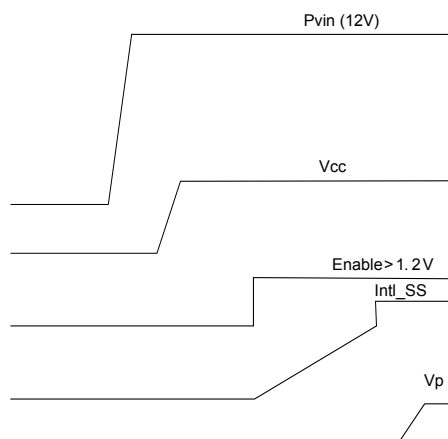 Pvin (12V)
Vcc
Enable>1.2V
Intl_SS
Vp